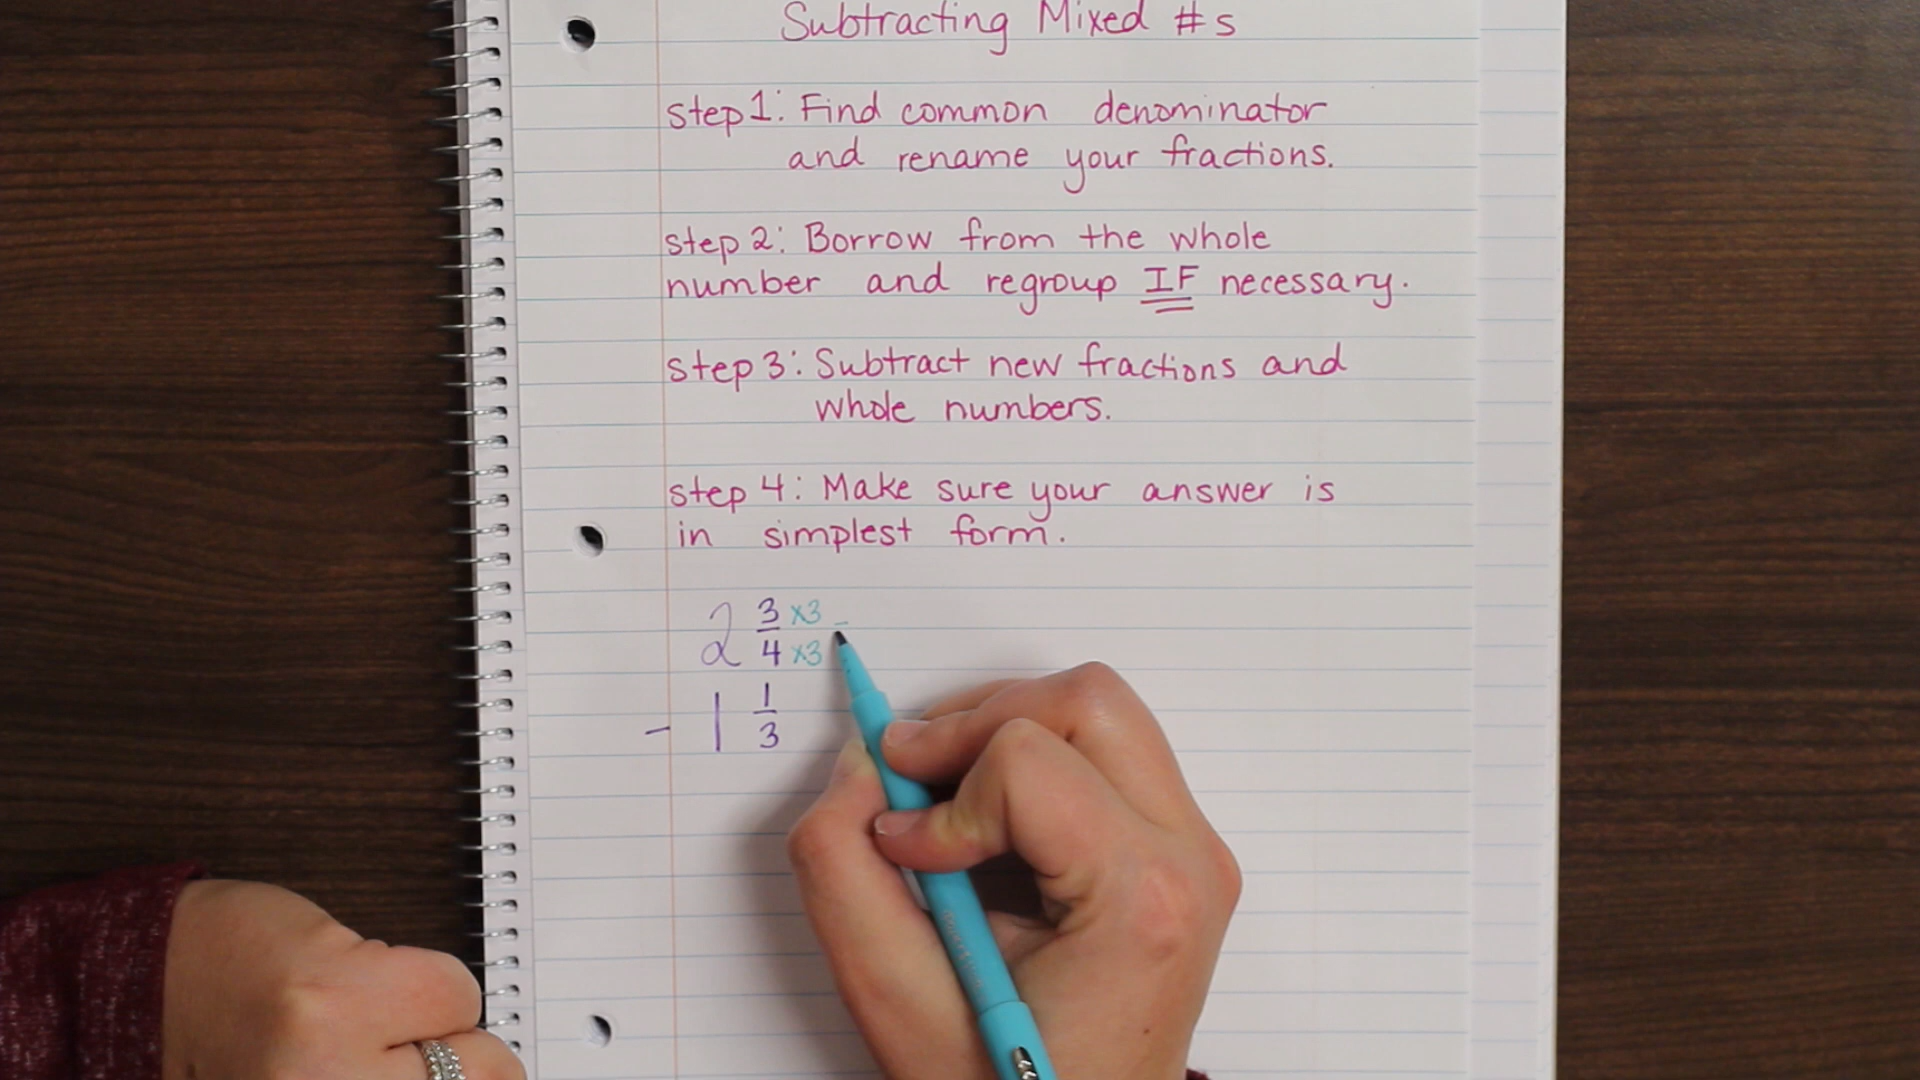 Subtracting Mixed #s
step 1: Find common denominator
and rename your fractions.
step 2: Borrow from the whole
number and regroup IF necessary.
step 3: Subtract new fractions and
whole numbers.
step 4: Make sure your answer is
in simplest form.
2 3/4 ×3 ×3 -
- 1 1/3